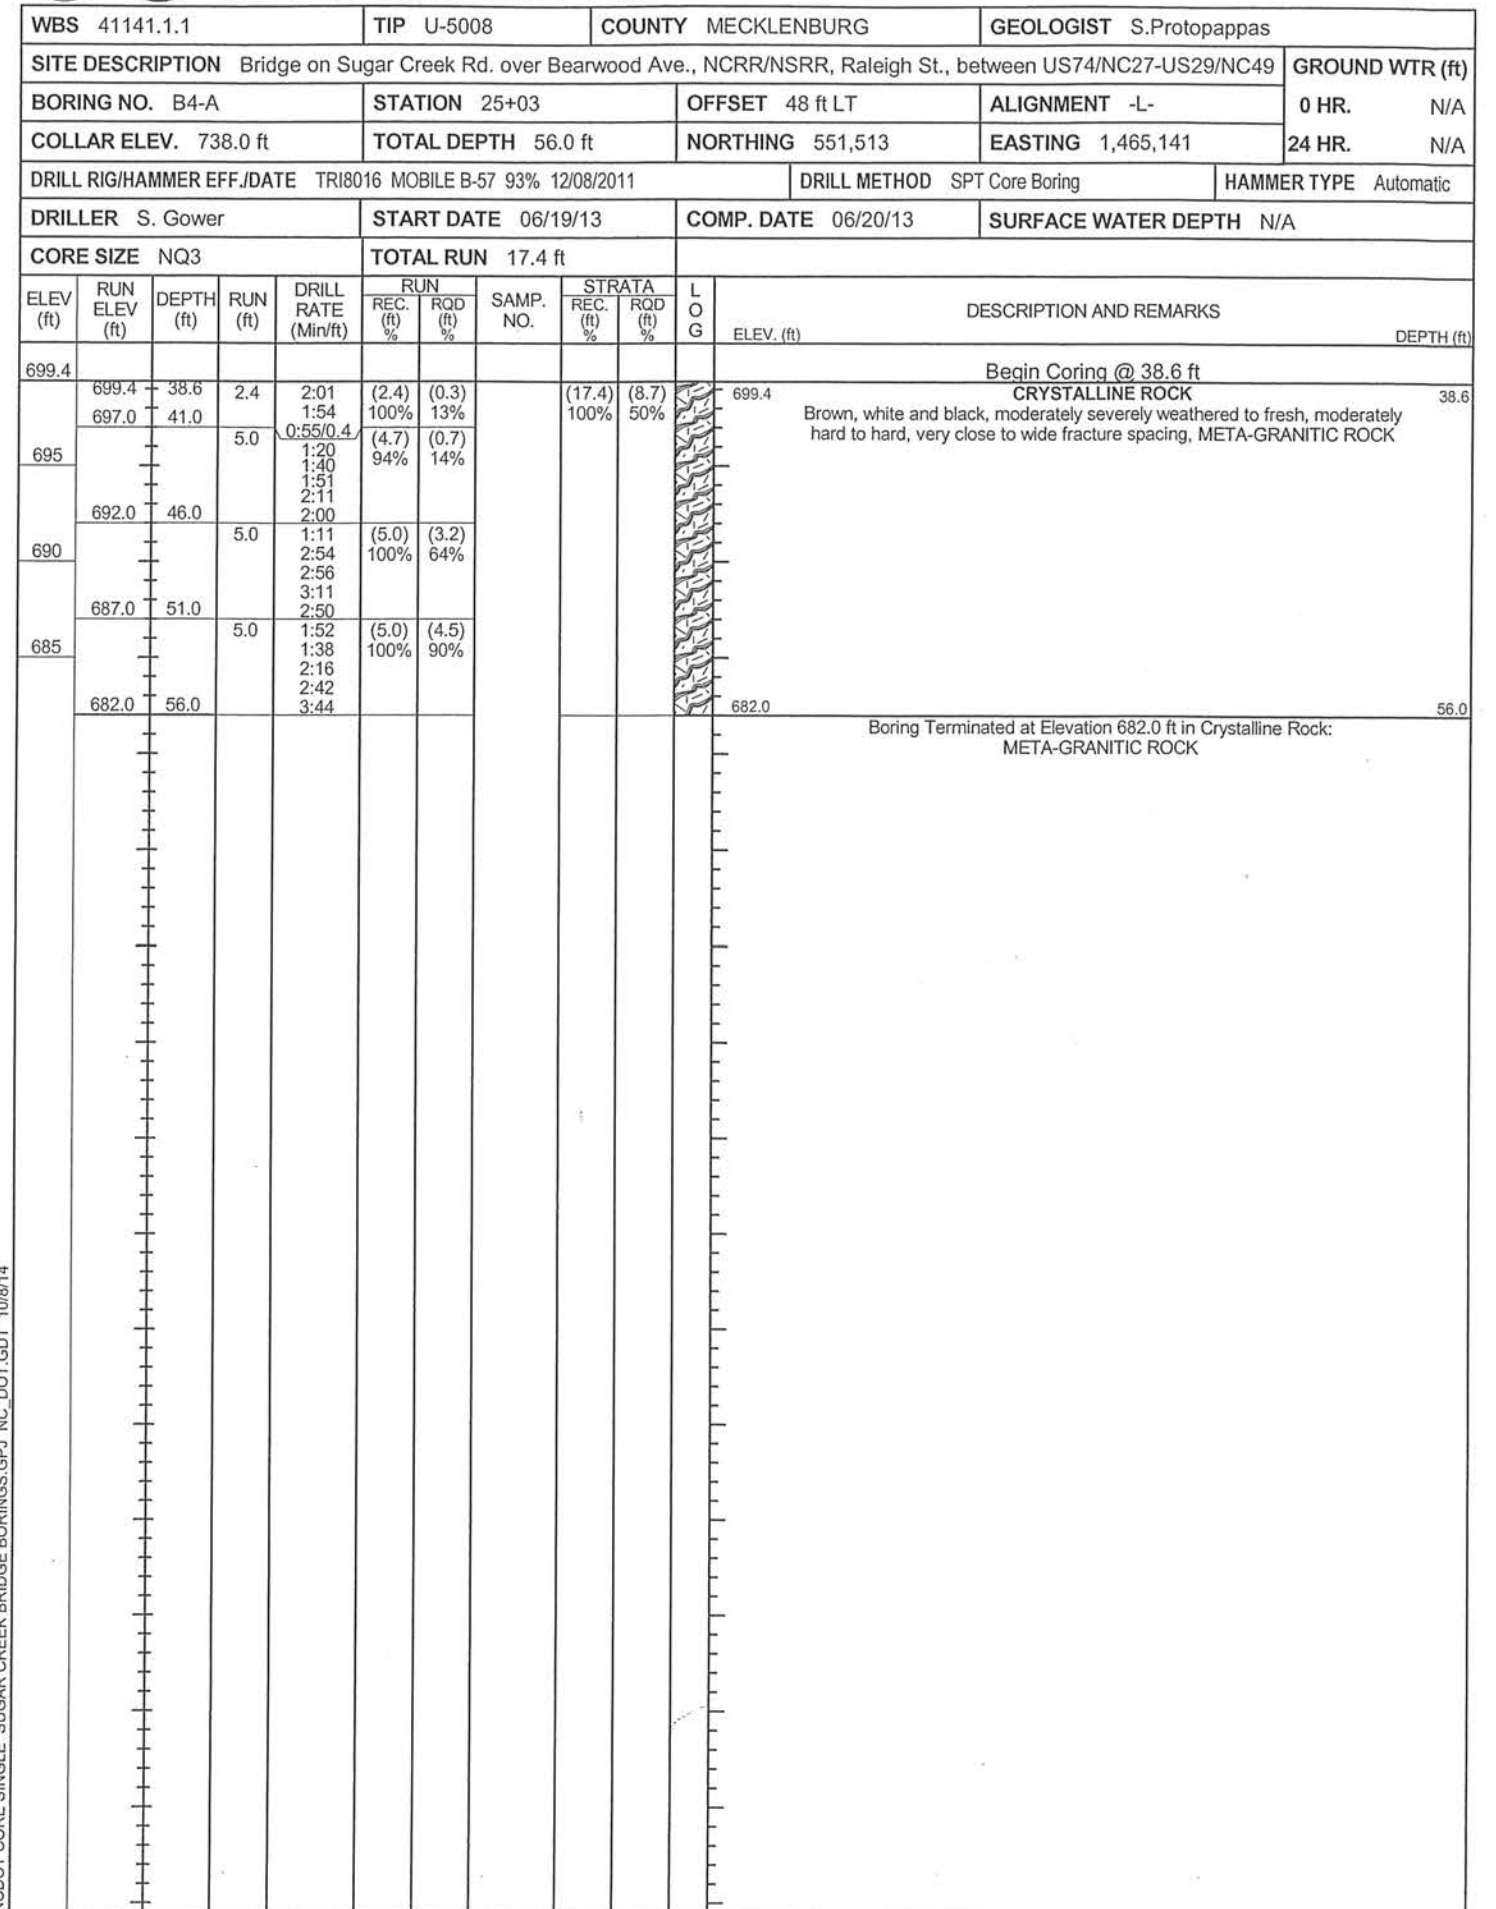 WBS 41141.1.1 TIP U-5008 COUNTY MECKLENBURG GEOLOGIST S.Protopappas
SITE DESCRIPTION Bridge on Sugar Creek Rd. over Bearwood Ave., NCRR/NSRR, Raleigh St., between US74/NC27-US29/NC49 GROUND WTR (ft)
BORING NO. B4-A STATION 25+03 OFFSET 48 ft LT ALIGNMENT -L- 0 HR. N/A
COLLAR ELEV. 738.0 ft TOTAL DEPTH 56.0 ft NORTHING 551,513 EASTING 1,465,141 24 HR. N/A
DRILL RIG/HAMMER EFF./DATE TRI8016 MOBILE B-57 93% 12/08/2011 DRILL METHOD SPT Core Boring HAMMER TYPE Automatic
DRILLER S. Gower START DATE 06/19/13 COMP. DATE 06/20/13 SURFACE WATER DEPTH N/A
CORE SIZE NQ3 TOTAL RUN 17.4 ft
ELEV (ft) RUN ELEV (ft) DEPTH (ft) RUN (ft) DRILL RATE (Min/ft) RUN REC. (ft) % RQD (ft) % SAMP. NO. STRATA REC. (ft) % RQD (ft) % LOG ELEV. (ft) DESCRIPTION AND REMARKS DEPTH (ft)
699.4 Begin Coring @ 38.6 ft
699.4 38.6 2.4 2:01 (2.4) (0.3) (17.4) (8.7) 699.4 CRYSTALLINE ROCK 38.6
697.0 41.0 1:54 100% 13% 100% 50% Brown, white and black, moderately severely weathered to fresh, moderately
0:55/0.4 hard to hard, very close to wide fracture spacing, META-GRANITIC ROCK
5.0 (4.7) (0.7)
695 1:20 94% 14%
1:40
1:51
2:11
692.0 46.0 2:00
5.0 1:11 (5.0) (3.2)
690 2:54 100% 64%
2:56
3:11
687.0 51.0 2:50
5.0 1:52 (5.0) (4.5)
685 1:38 100% 90%
2:16
2:42
682.0 56.0 3:44 682.0 56.0
Boring Terminated at Elevation 682.0 ft in Crystalline Rock:
META-GRANITIC ROCK
CORE SINGLE SUGAR CREEK BRIDGE BORINGS.GPJ NC_DOT.GDT 10/8/14